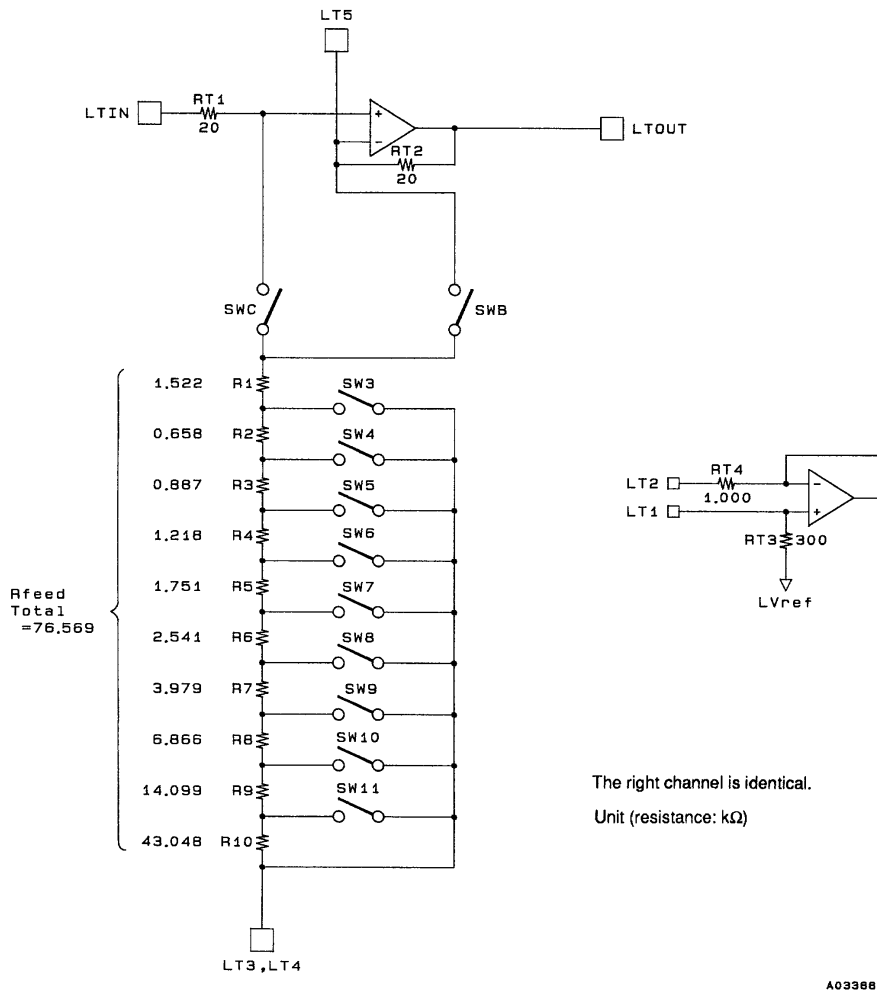 LT5
LTIN
RT1
20
LTOUT
RT2
20
SWC
SWB
1.522 R1
SW3
0.658 R2
SW4
0.887 R3
SW5
1.218 R4
SW6
1.751 R5
SW7
2.541 R6
SW8
3.979 R7
SW9
6.866 R8
SW10
14.099 R9
SW11
43.048 R10
Rfeed
Total
=76.569
LT3,LT4
LT2
RT4
1.000
LT1
RT3
300
LVref
The right channel is identical.
Unit (resistance: kΩ)
A03366